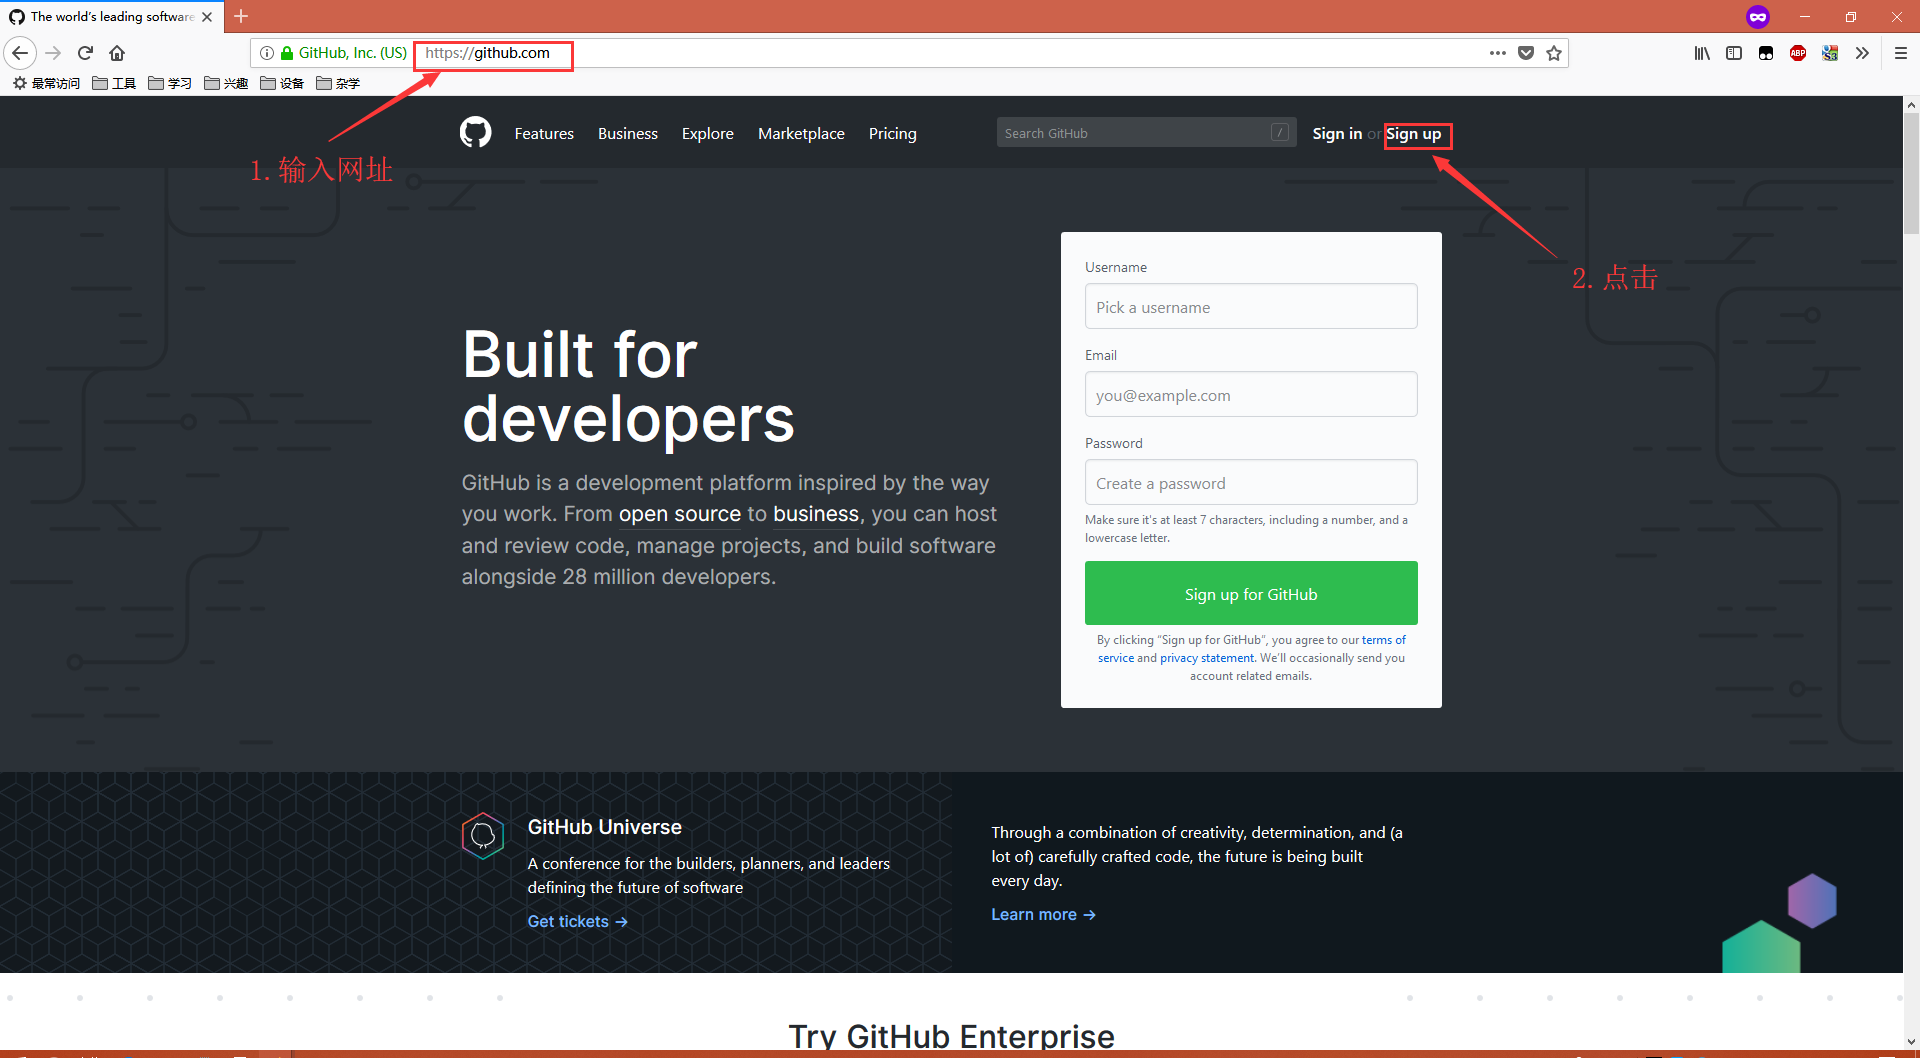 The world's leading software
GitHub, Inc. (US) https://github.com
最常访问 工具 学习 兴趣 设备 杂学
Features Business Explore Marketplace Pricing Search GitHub / Sign in or Sign up
1.输入网址
2.点击
Built for
developers
GitHub is a development platform inspired by the way
you work. From open source to business, you can host
and review code, manage projects, and build software
alongside 28 million developers.
Username
Pick a username
Email
you@example.com
Password
Create a password
Make sure it's at least 7 characters, including a number, and a
lowercase letter.
Sign up for GitHub
By clicking “Sign up for GitHub”, you agree to our terms of
service and privacy statement. We’ll occasionally send you
account related emails.
GitHub Universe
A conference for the builders, planners, and leaders
defining the future of software
Get tickets →
Through a combination of creativity, determination, and (a
lot of) carefully crafted code, the future is being built
every day.
Learn more →
Try GitHub Enterprise
ABP